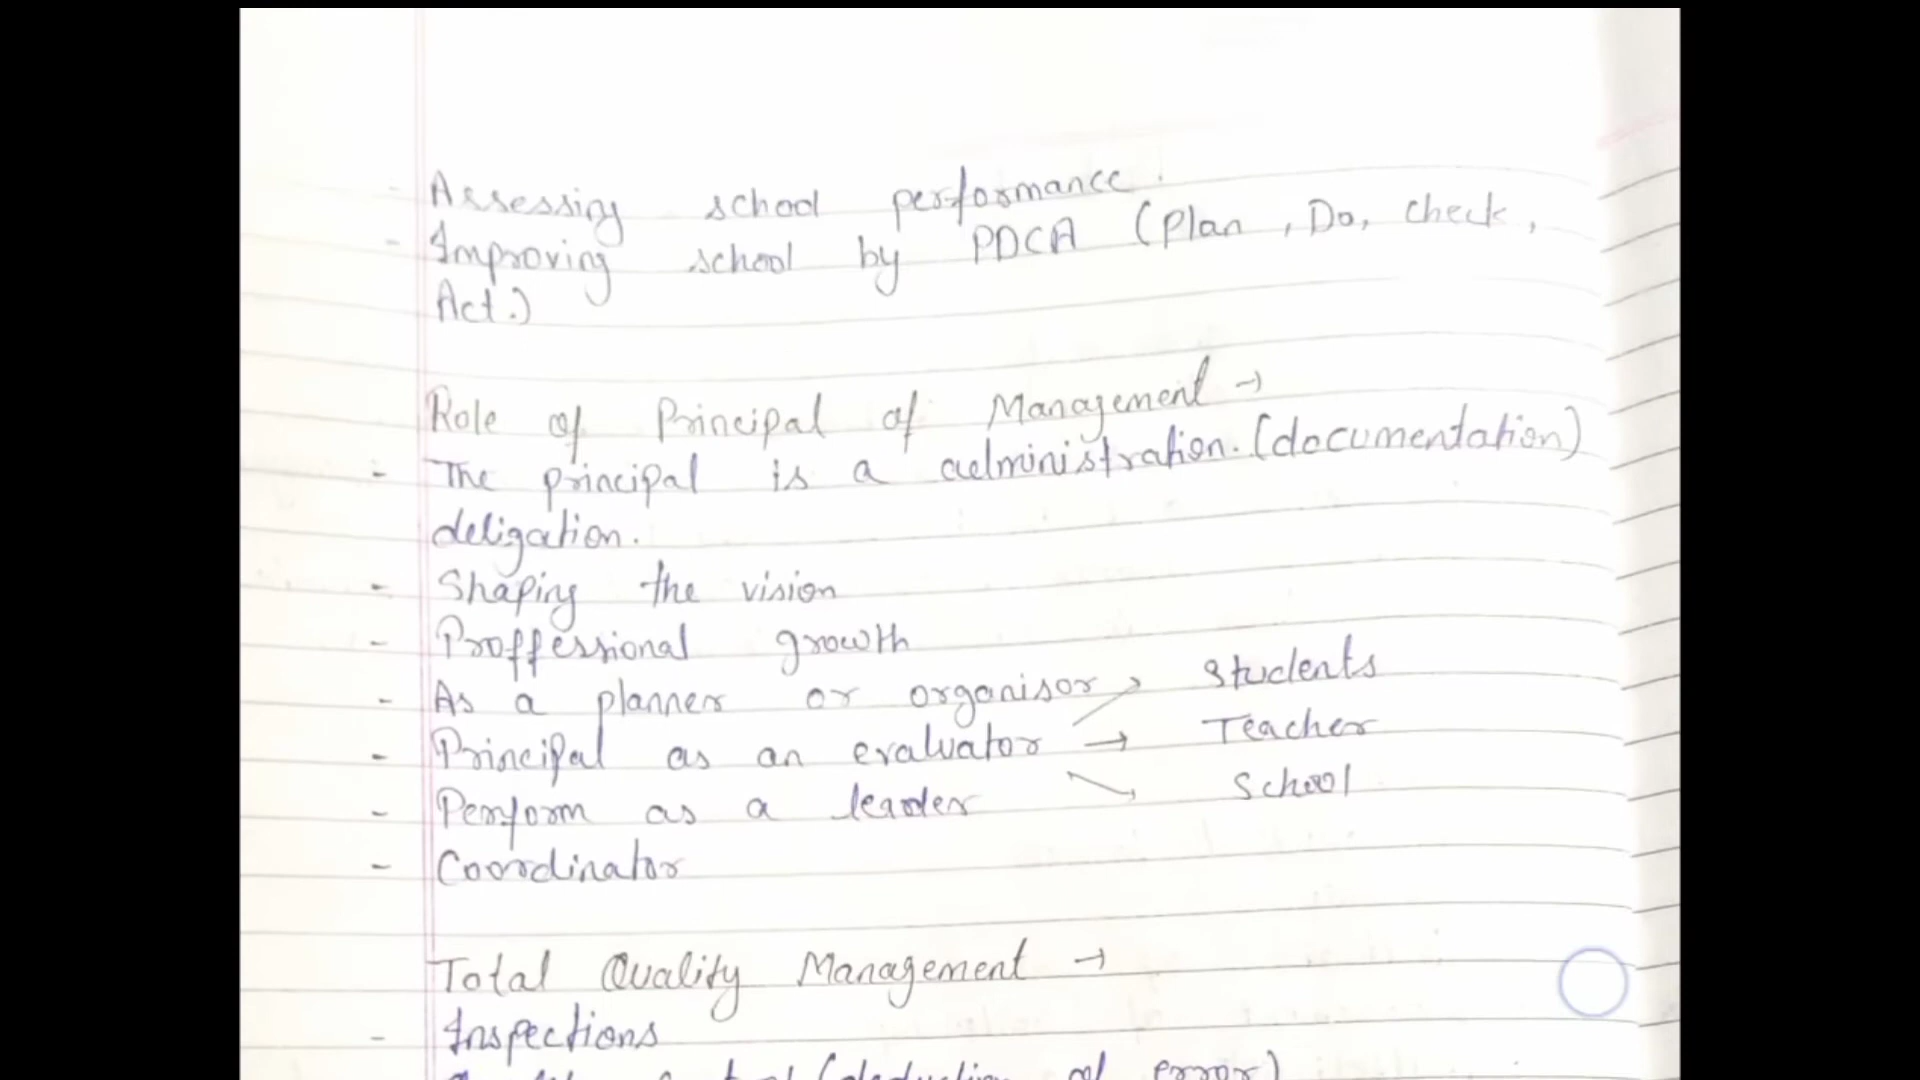 - Assessing school performance.
- Improving school by PDCA (Plan, Do, Check,
Act.)
Role of Principal of Management →
- The principal is a administration. (documentation)
deligation.
- Shaping the vision
- Proffessional growth
- As a planner or organisor
- Principal as an evaluator → Students
→ Teacher
→ School
- Perform as a leader
- Coordinator
Total Quality Management →
- Inspections
of error)